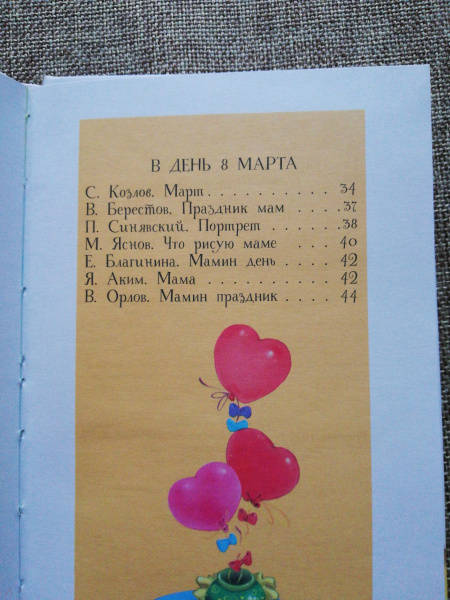 В ДЕНЬ 8 МАРТА
С. Козлов. Март . . . . . . . . . . . 34
В. Берестов. Праздник мам . . . . 37
П. Синявский. Портрет . . . . . . 38
М. Яснов. Что рисую маме . . . . 40
Е. Благинина. Мамин день . . . . 42
Я. Аким. Мама . . . . . . . . . . . . 42
В. Орлов. Мамин праздник . . . . 44